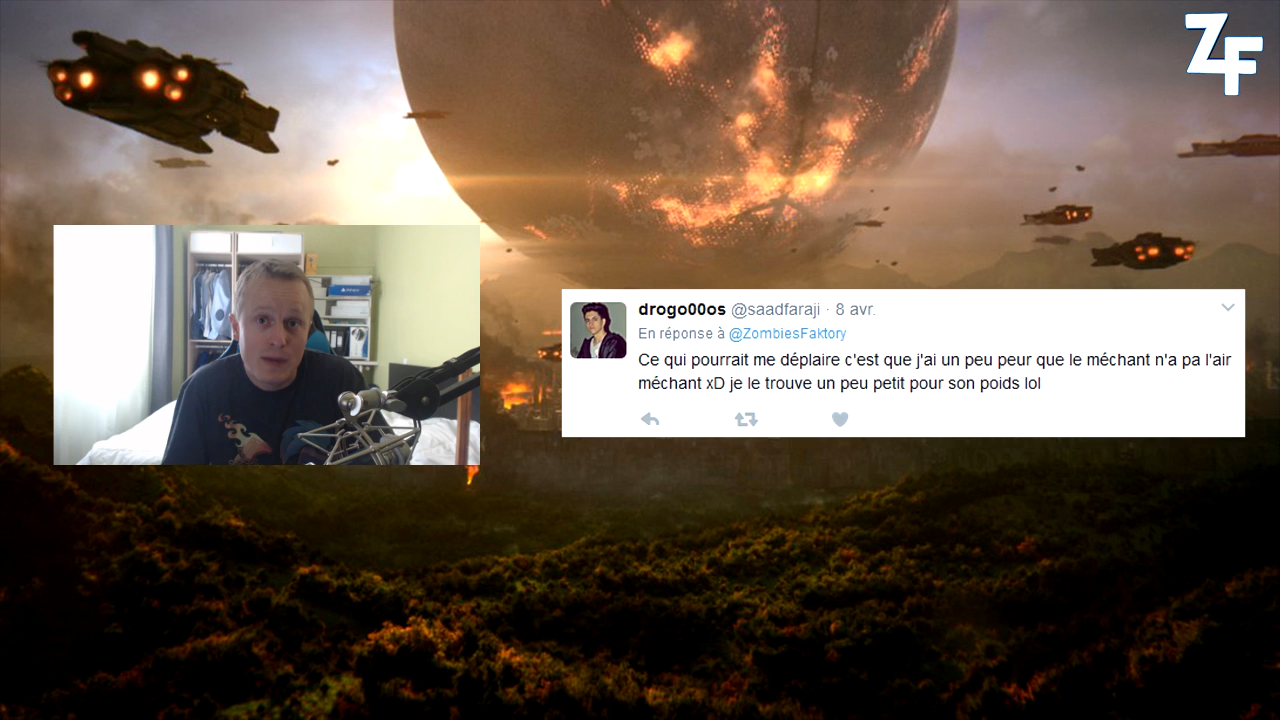 ZF
drogo00os @saadfaraji · 8 avr.
En réponse à @ZombiesFaktory
Ce qui pourrait me déplaire c'est que j'ai un peu peur que le méchant n'a pa l'air
méchant xD je le trouve un peu petit pour son poids lol